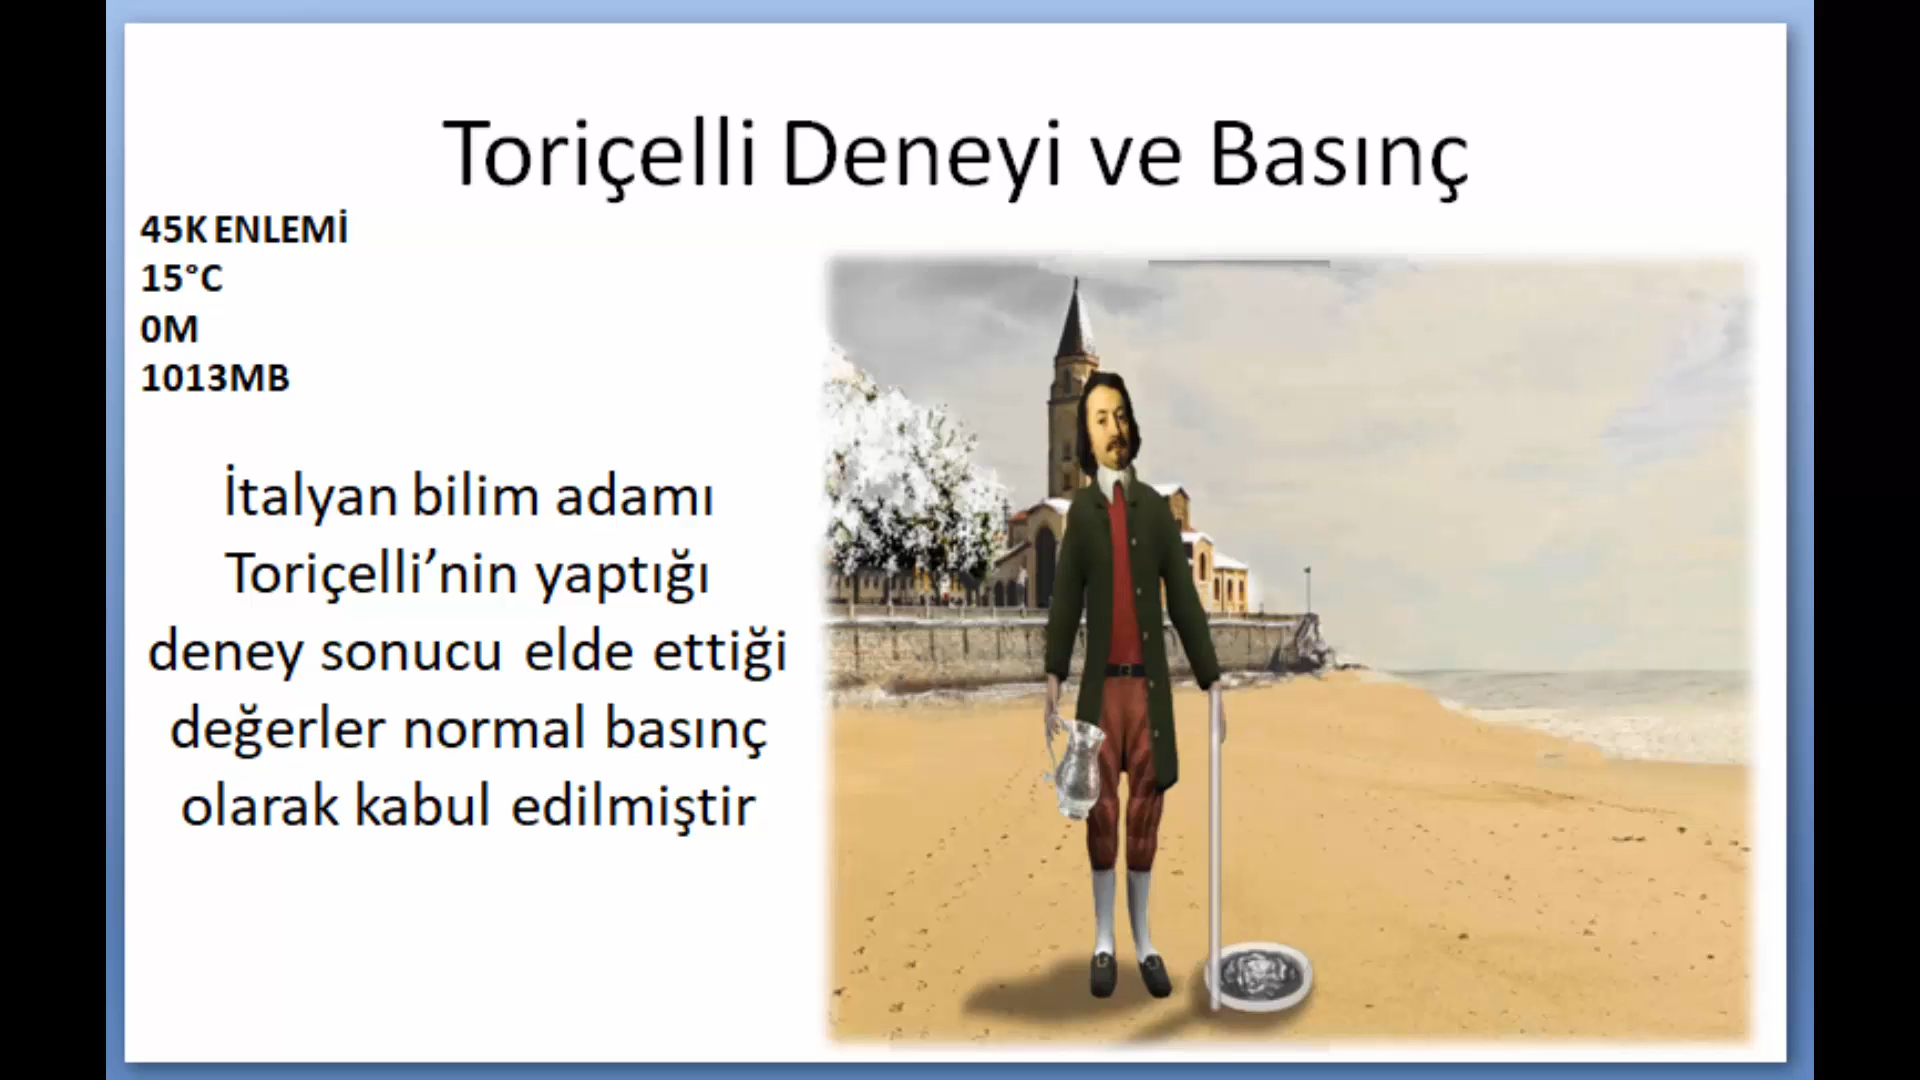 Toriçelli Deneyi ve Basınç
45K ENLEMİ
15°C
0M
1013MB
İtalyan bilim adamı
Toriçelli’nin yaptığı
deney sonucu elde ettiği
değerler normal basınç
olarak kabul edilmiştir